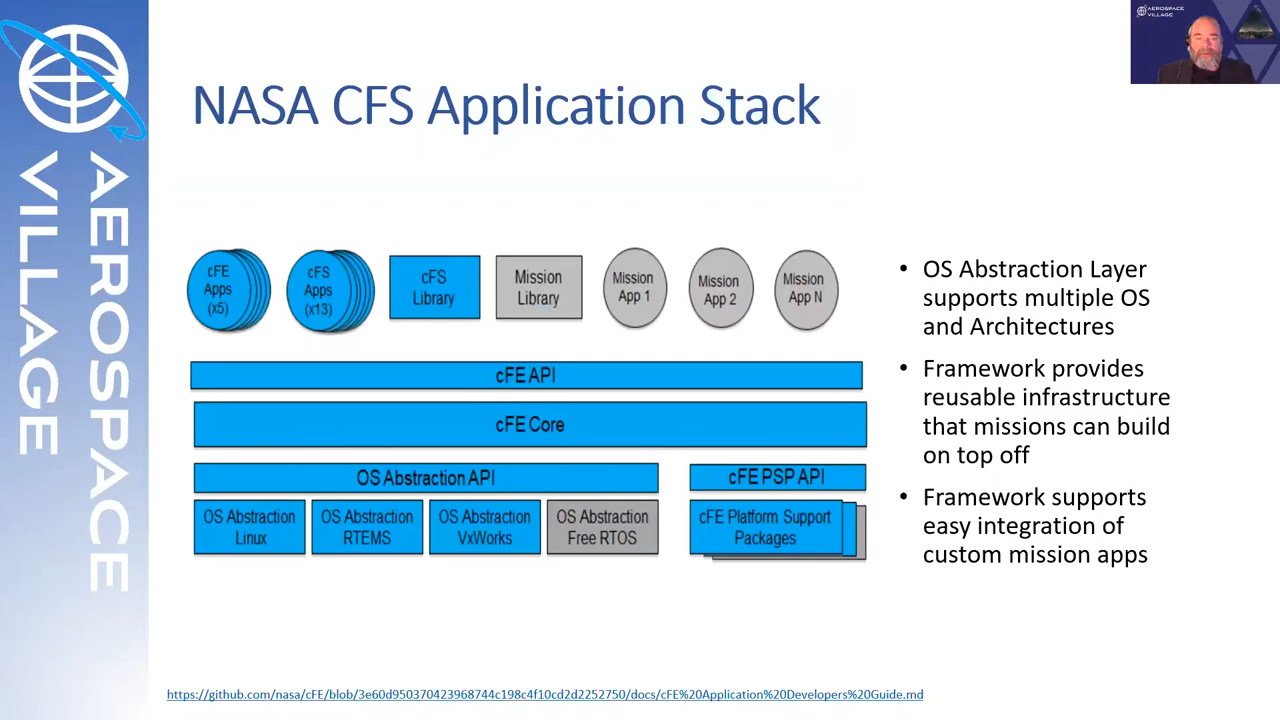 AEROSPACE
VILLAGE
AEROSPACE
VILLAGE
NASA CFS Application Stack
cFE
Apps
(x5)
cFS
Apps
(x13)
cFS
Library
Mission
Library
Mission
App 1
Mission
App 2
Mission
App N
cFE API
cFE Core
OS Abstraction API
cFE PSP API
OS Abstraction
Linux
OS Abstraction
RTEMS
OS Abstraction
VxWorks
OS Abstraction
Free RTOS
cFE Platform Support
Packages
• OS Abstraction Layer
supports multiple OS
and Architectures
• Framework provides
reusable infrastructure
that missions can build
on top off
• Framework supports
easy integration of
custom mission apps
https://github.com/nasa/cFE/blob/3e60d950370423968744c198c4f10cd2d2252750/docs/cFE%20Application%20Developers%20Guide.md